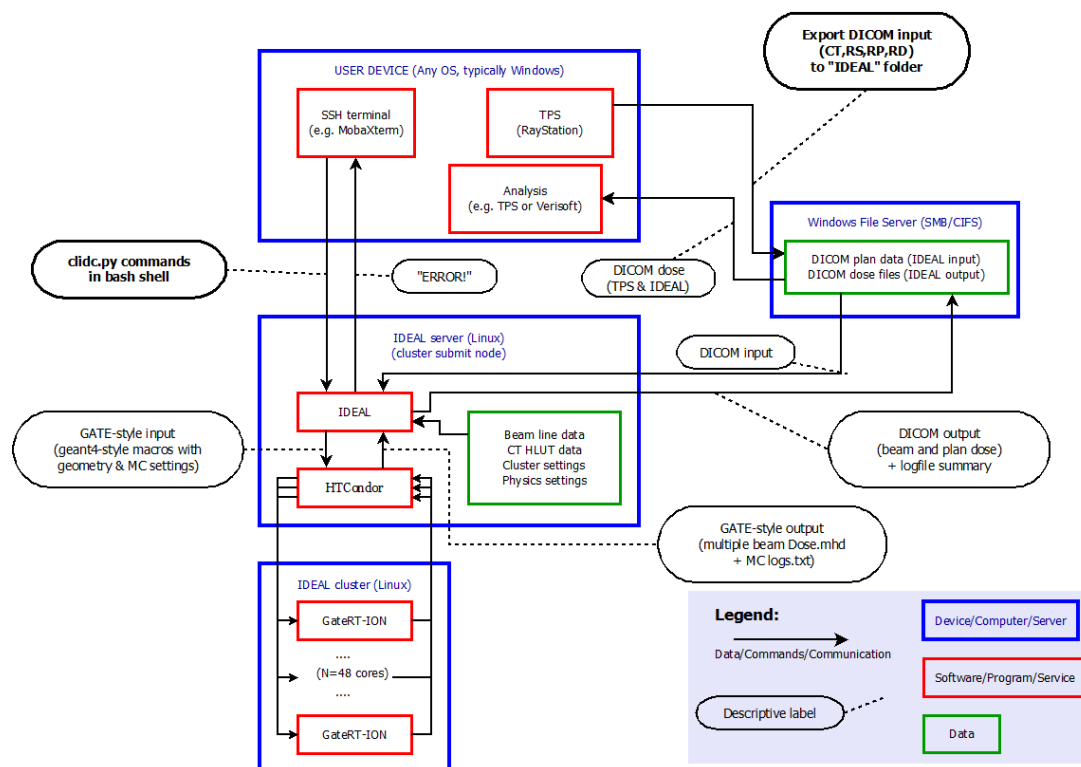 Export DICOM input
(CT,RS,RP,RD)
to "IDEAL" folder
USER DEVICE (Any OS, typically Windows)
SSH terminal
(e.g. MobaXterm)
TPS
(RayStation)
Analysis
(e.g. TPS or Verisoft)
Windows File Server (SMB/CIFS)
DICOM plan data (IDEAL input)
DICOM dose files (IDEAL output)
clidc.py commands
in bash shell
"ERROR!"
DICOM dose
(TPS & IDEAL)
IDEAL server (Linux)
(cluster submit node)
DICOM input
IDEAL
GATE-style input
(geant4-style macros with
geometry & MC settings)
Beam line data
CT HLUT data
Cluster settings
Physics settings
DICOM output
(beam and plan dose)
+ logfile summary
HTCondor
GATE-style output
(multiple beam Dose.mhd
+ MC logs.txt)
IDEAL cluster (Linux)
GateRT-ION
....
(N=48 cores)
....
GateRT-ION
Legend:
Data/Commands/Communication
Descriptive label
Device/Computer/Server
Software/Program/Service
Data